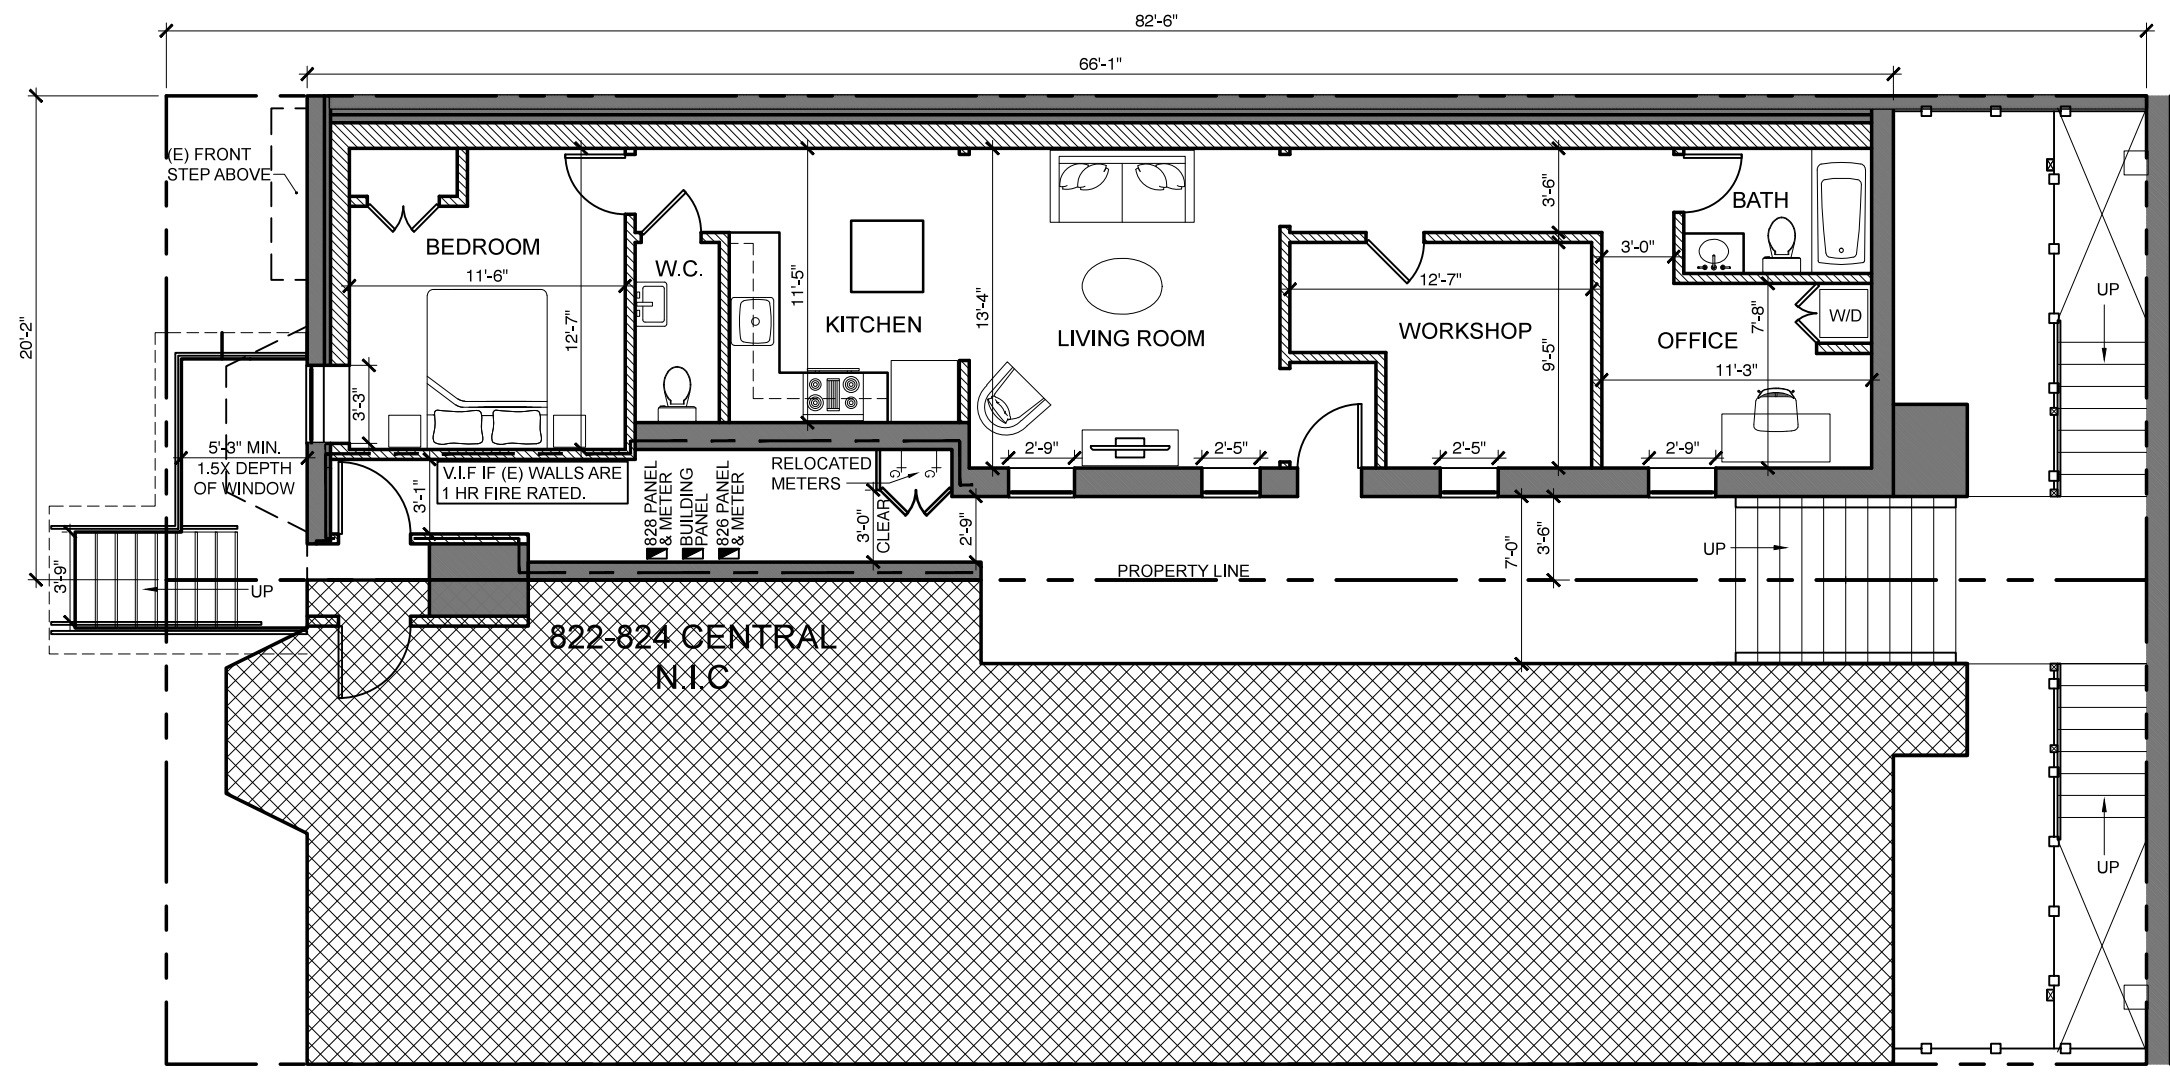 82'-6"
66'-1"
20'-2"
(E) FRONT
STEP ABOVE
BEDROOM
11'-6"
12'-7"
3'-3"
W.C.
11'-5"
KITCHEN
13'-4"
LIVING ROOM
3'-6"
12'-7"
WORKSHOP
9'-5"
BATH
3'-0"
7'-8"
W/D
OFFICE
11'-3"
UP
5'-3" MIN.
1.5X DEPTH
OF WINDOW
V.I.F IF (E) WALLS ARE
1 HR FIRE RATED.
3'-1"
828 PANEL
& METER
BUILDING
PANEL
826 PANEL
& METER
RELOCATED
METERS
G
G
3'-0"
CLEAR
2'-9"
2'-9"
2'-5"
2'-5"
2'-9"
7'-0"
3'-6"
UP
3'-9"
UP
PROPERTY LINE
822-824 CENTRAL
N.I.C
UP